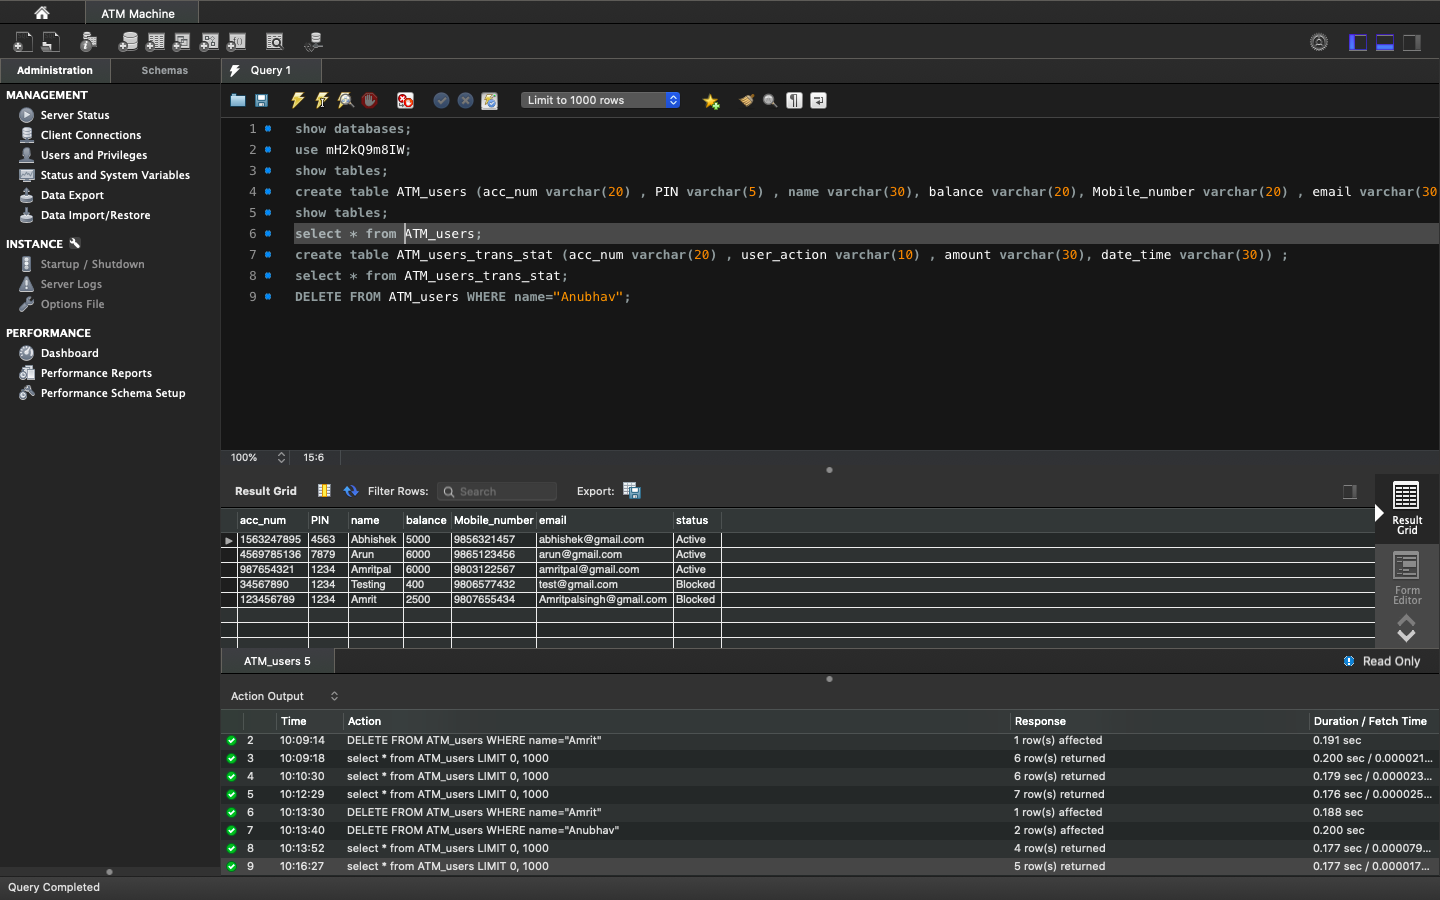 ATM Machine
Administration
Schemas
Query 1
MANAGEMENT
Server Status
Client Connections
Users and Privileges
Status and System Variables
Data Export
Data Import/Restore
INSTANCE
Startup / Shutdown
Server Logs
Options File
PERFORMANCE
Dashboard
Performance Reports
Performance Schema Setup
Limit to 1000 rows
1 show databases;
2 use mH2kQ9m8IW;
3 show tables;
4 create table ATM_users (acc_num varchar(20) , PIN varchar(5) , name varchar(30), balance varchar(20), Mobile_number varchar(20) , email varchar(30
5 show tables;
6 select * from ATM_users;
7 create table ATM_users_trans_stat (acc_num varchar(20) , user_action varchar(10) , amount varchar(30), date_time varchar(30)) ;
8 select * from ATM_users_trans_stat;
9 DELETE FROM ATM_users WHERE name="Anubhav";
100% 15:6
Result Grid Filter Rows: Search Export:
acc_num PIN name balance Mobile_number email status
1563247895 4563 Abhishek 5000 9856321457 abhishek@gmail.com Active
4569785136 7879 Arun 6000 9865123456 arun@gmail.com Active
987654321 1234 Amritpal 6000 9803122567 amritpal@gmail.com Active
34567890 1234 Testing 400 9806577432 test@gmail.com Blocked
123456789 1234 Amrit 2500 9807655434 Amritpalsingh@gmail.com Blocked
Result
Grid
Form
Editor
ATM_users 5
Read Only
Action Output
Time Action Response Duration / Fetch Time
2 10:09:14 DELETE FROM ATM_users WHERE name="Amrit" 1 row(s) affected 0.191 sec
3 10:09:18 select * from ATM_users LIMIT 0, 1000 6 row(s) returned 0.200 sec / 0.000021...
4 10:10:30 select * from ATM_users LIMIT 0, 1000 6 row(s) returned 0.179 sec / 0.000023...
5 10:12:29 select * from ATM_users LIMIT 0, 1000 7 row(s) returned 0.176 sec / 0.000025...
6 10:13:30 DELETE FROM ATM_users WHERE name="Amrit" 1 row(s) affected 0.188 sec
7 10:13:40 DELETE FROM ATM_users WHERE name="Anubhav" 2 row(s) affected 0.200 sec
8 10:13:52 select * from ATM_users LIMIT 0, 1000 4 row(s) returned 0.177 sec / 0.000079...
9 10:16:27 select * from ATM_users LIMIT 0, 1000 5 row(s) returned 0.177 sec / 0.000017...
Query Completed